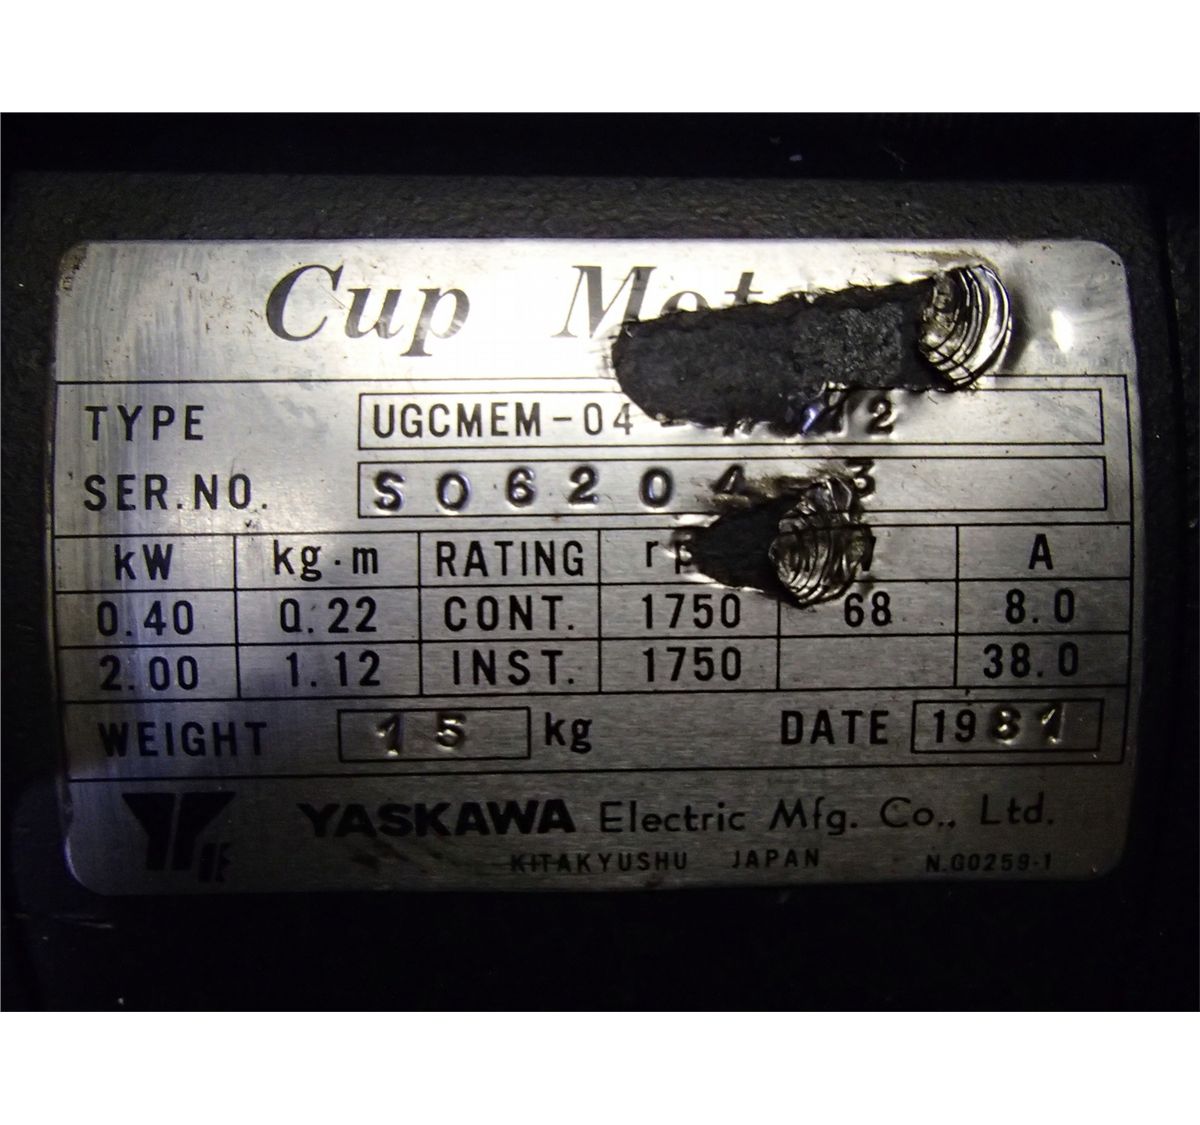 Cup
TYPE UGCMEM-04
SER.NO.
kW kg·m RATING A
0.40 0.22 CONT. 1750 68 8.0
2.00 1.12 INST. 1750 38.0
WEIGHT 15 kg DATE 1981
YASKAWA Electric Mfg. Co., Ltd.
KITAKYUSHU JAPAN N.G0259-1